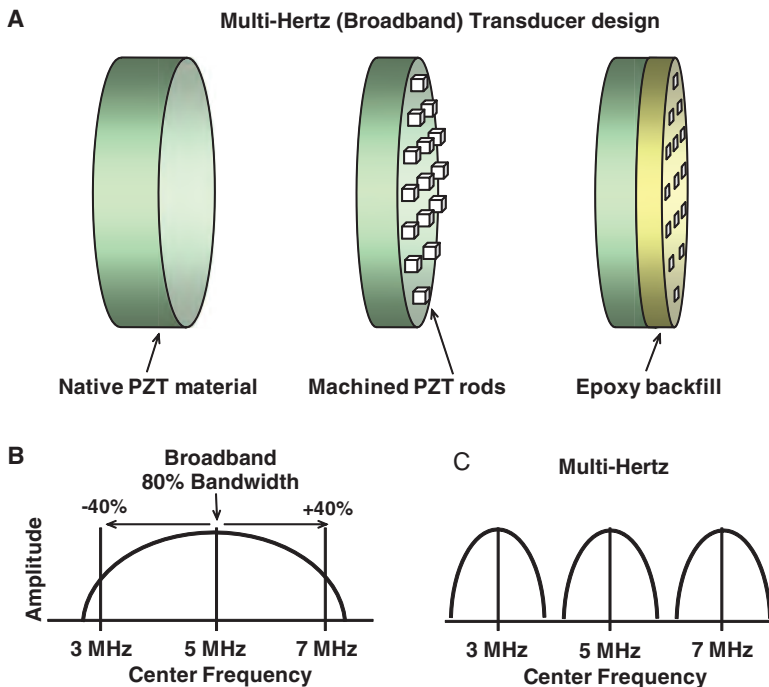 A
Multi-Hertz (Broadband) Transducer design
Native PZT material
Machined PZT rods
Epoxy backfill
B
Broadband
80% Bandwidth
-40%
+40%
Amplitude
3 MHz
5 MHz
7 MHz
Center Frequency
C
Multi-Hertz
3 MHz
5 MHz
7 MHz
Center Frequency